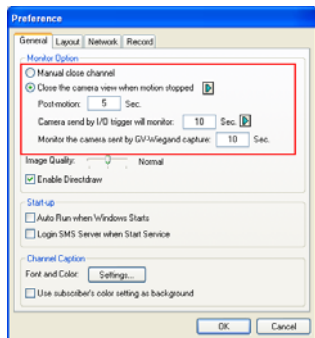 Preference
General Layout Network Record
Monitor Option
Manual close channel
Close the camera view when motion stopped
Post-motion: 5 Sec.
Camera send by I/O trigger will monitor: 10 Sec.
Monitor the camera sent by GV-Wiegand capture: 10 Sec.
Image Quality: Normal
Enable Directdraw
Start-up
Auto Run when Windows Starts
Login SMS Server when Start Service
Channel Caption
Font and Color: Settings...
Use subscriber's color setting as background
OK Cancel